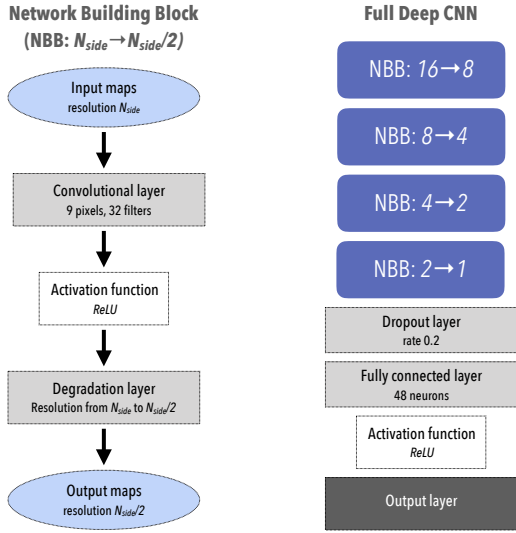 Network Building Block
(NBB: Nside→Nside/2)
Input maps
resolution Nside
Convolutional layer
9 pixels, 32 filters
Activation function
ReLU
Degradation layer
Resolution from Nside to Nside/2
Output maps
resolution Nside/2
Full Deep CNN
NBB: 16→8
NBB: 8→4
NBB: 4→2
NBB: 2→1
Dropout layer
rate 0.2
Fully connected layer
48 neurons
Activation function
ReLU
Output layer